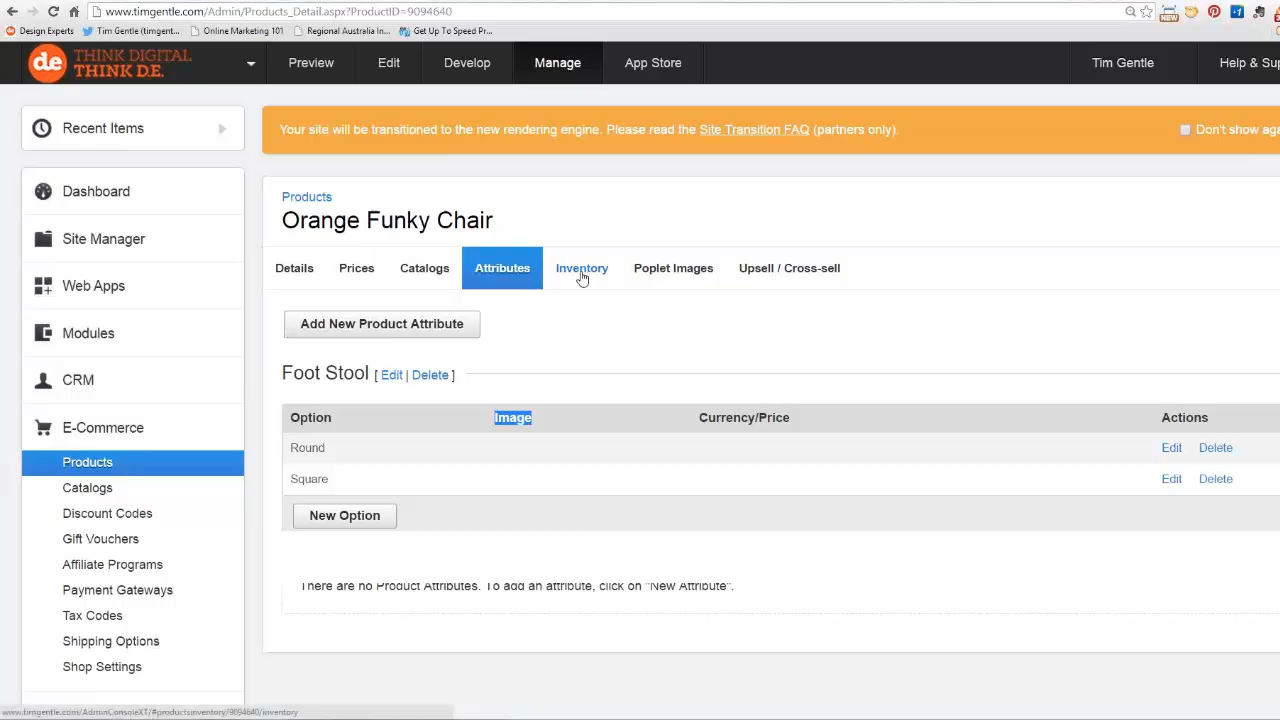 www.timgentle.com/Admin/Products_Detail.aspx?ProductID=9094640
NEW
Design Experts Twitter / Tim Gentle (timgent... Online Marketing 101 Regional Australia In... Get Up To Speed Pr...
d.e
THINK DIGITAL
THINK D.E.
Preview Edit Develop Manage App Store Tim Gentle Help & Su
Recent Items
Your site will be transitioned to the new rendering engine. Please read the Site Transition FAQ (partners only).
Don't show aga
Dashboard
Site Manager
Web Apps
Modules
CRM
E-Commerce
Products
Catalogs
Discount Codes
Gift Vouchers
Affiliate Programs
Payment Gateways
Tax Codes
Shipping Options
Shop Settings
Products
Orange Funky Chair
Details Prices Catalogs Attributes Inventory Poplet Images Upsell / Cross-sell
Add New Product Attribute
Foot Stool [ Edit | Delete ]
Option Image Currency/Price Actions
Round Edit Delete
Square Edit Delete
New Option
There are no Product Attributes. To add an attribute, click on "New Attribute".
www.timgentle.com/AdminConsoleXT/#productsinventory/9094640/inventory